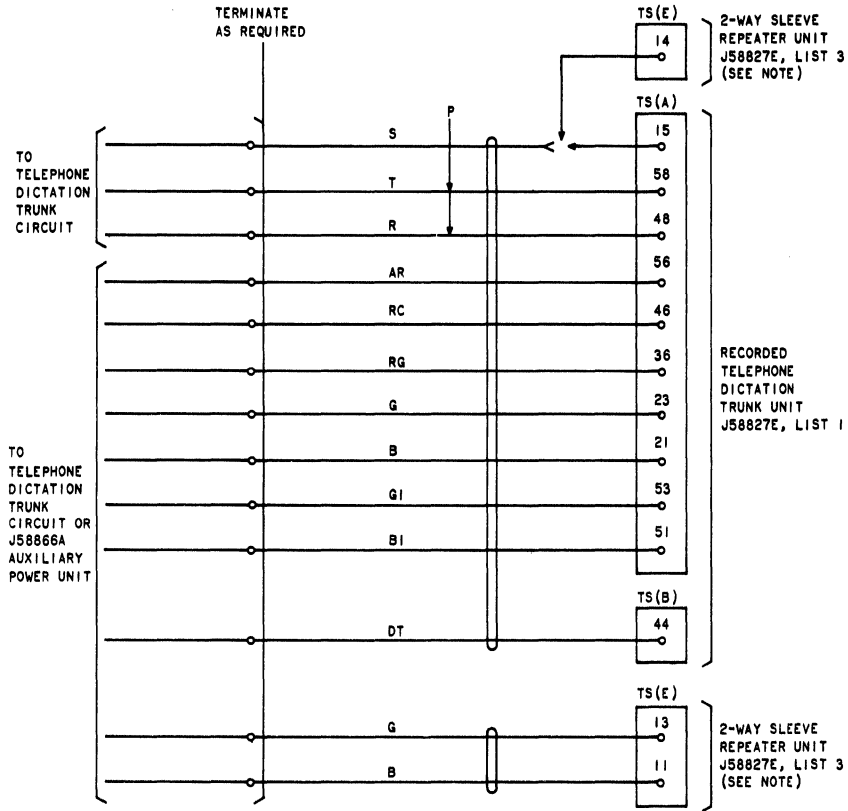 TERMINATE
AS REQUIRED
TS(E)
14
2-WAY SLEEVE
REPEATER UNIT
J58827E, LIST 3
(SEE NOTE)
TS(A)
P
S
15
TO
TELEPHONE
DICTATION
TRUNK
CIRCUIT
T
58
R
48
AR
56
RC
46
RG
36
G
23
B
21
G1
53
B1
51
RECORDED
TELEPHONE
DICTATION
TRUNK UNIT
J58827E, LIST 1
TO
TELEPHONE
DICTATION
TRUNK
CIRCUIT OR
J58866A
AUXILIARY
POWER UNIT
TS(B)
DT
44
TS(E)
G
13
B
11
2-WAY SLEEVE
REPEATER UNIT
J58827E, LIST 3
(SEE NOTE)